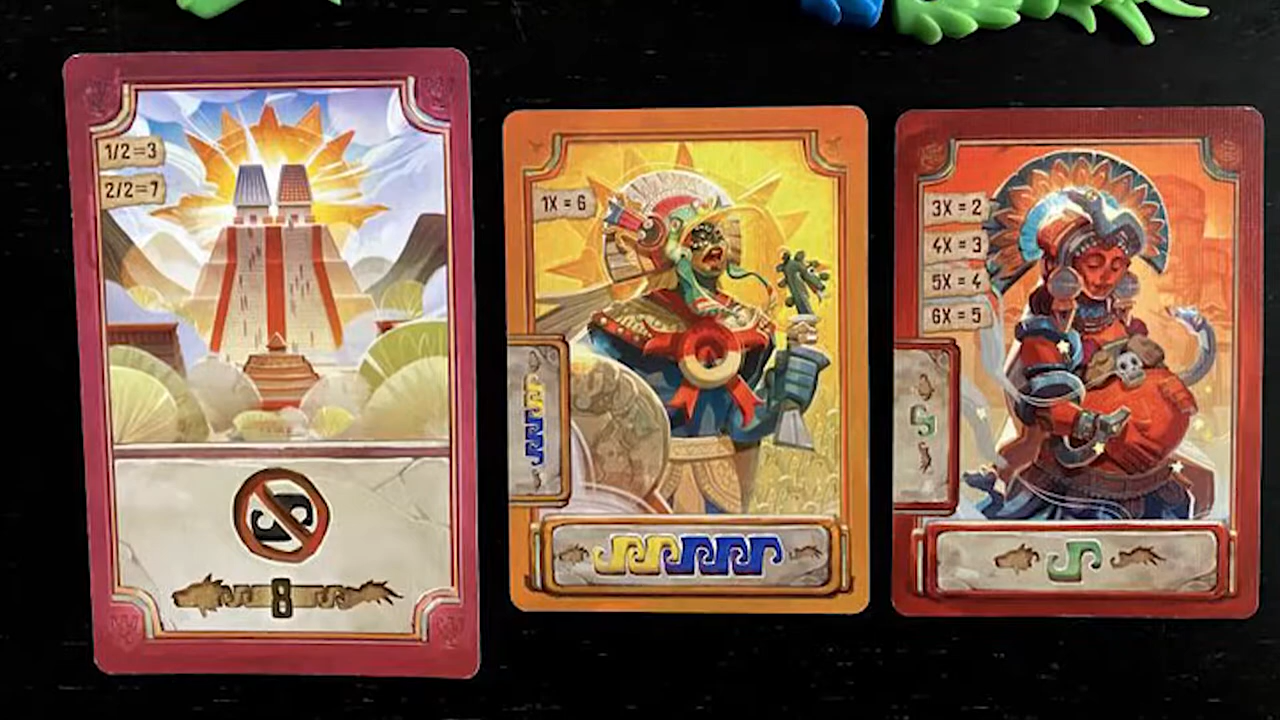 1/2=3
2/2=7
8
1X = 6
3X = 2
4X = 3
5X = 4
6X = 5